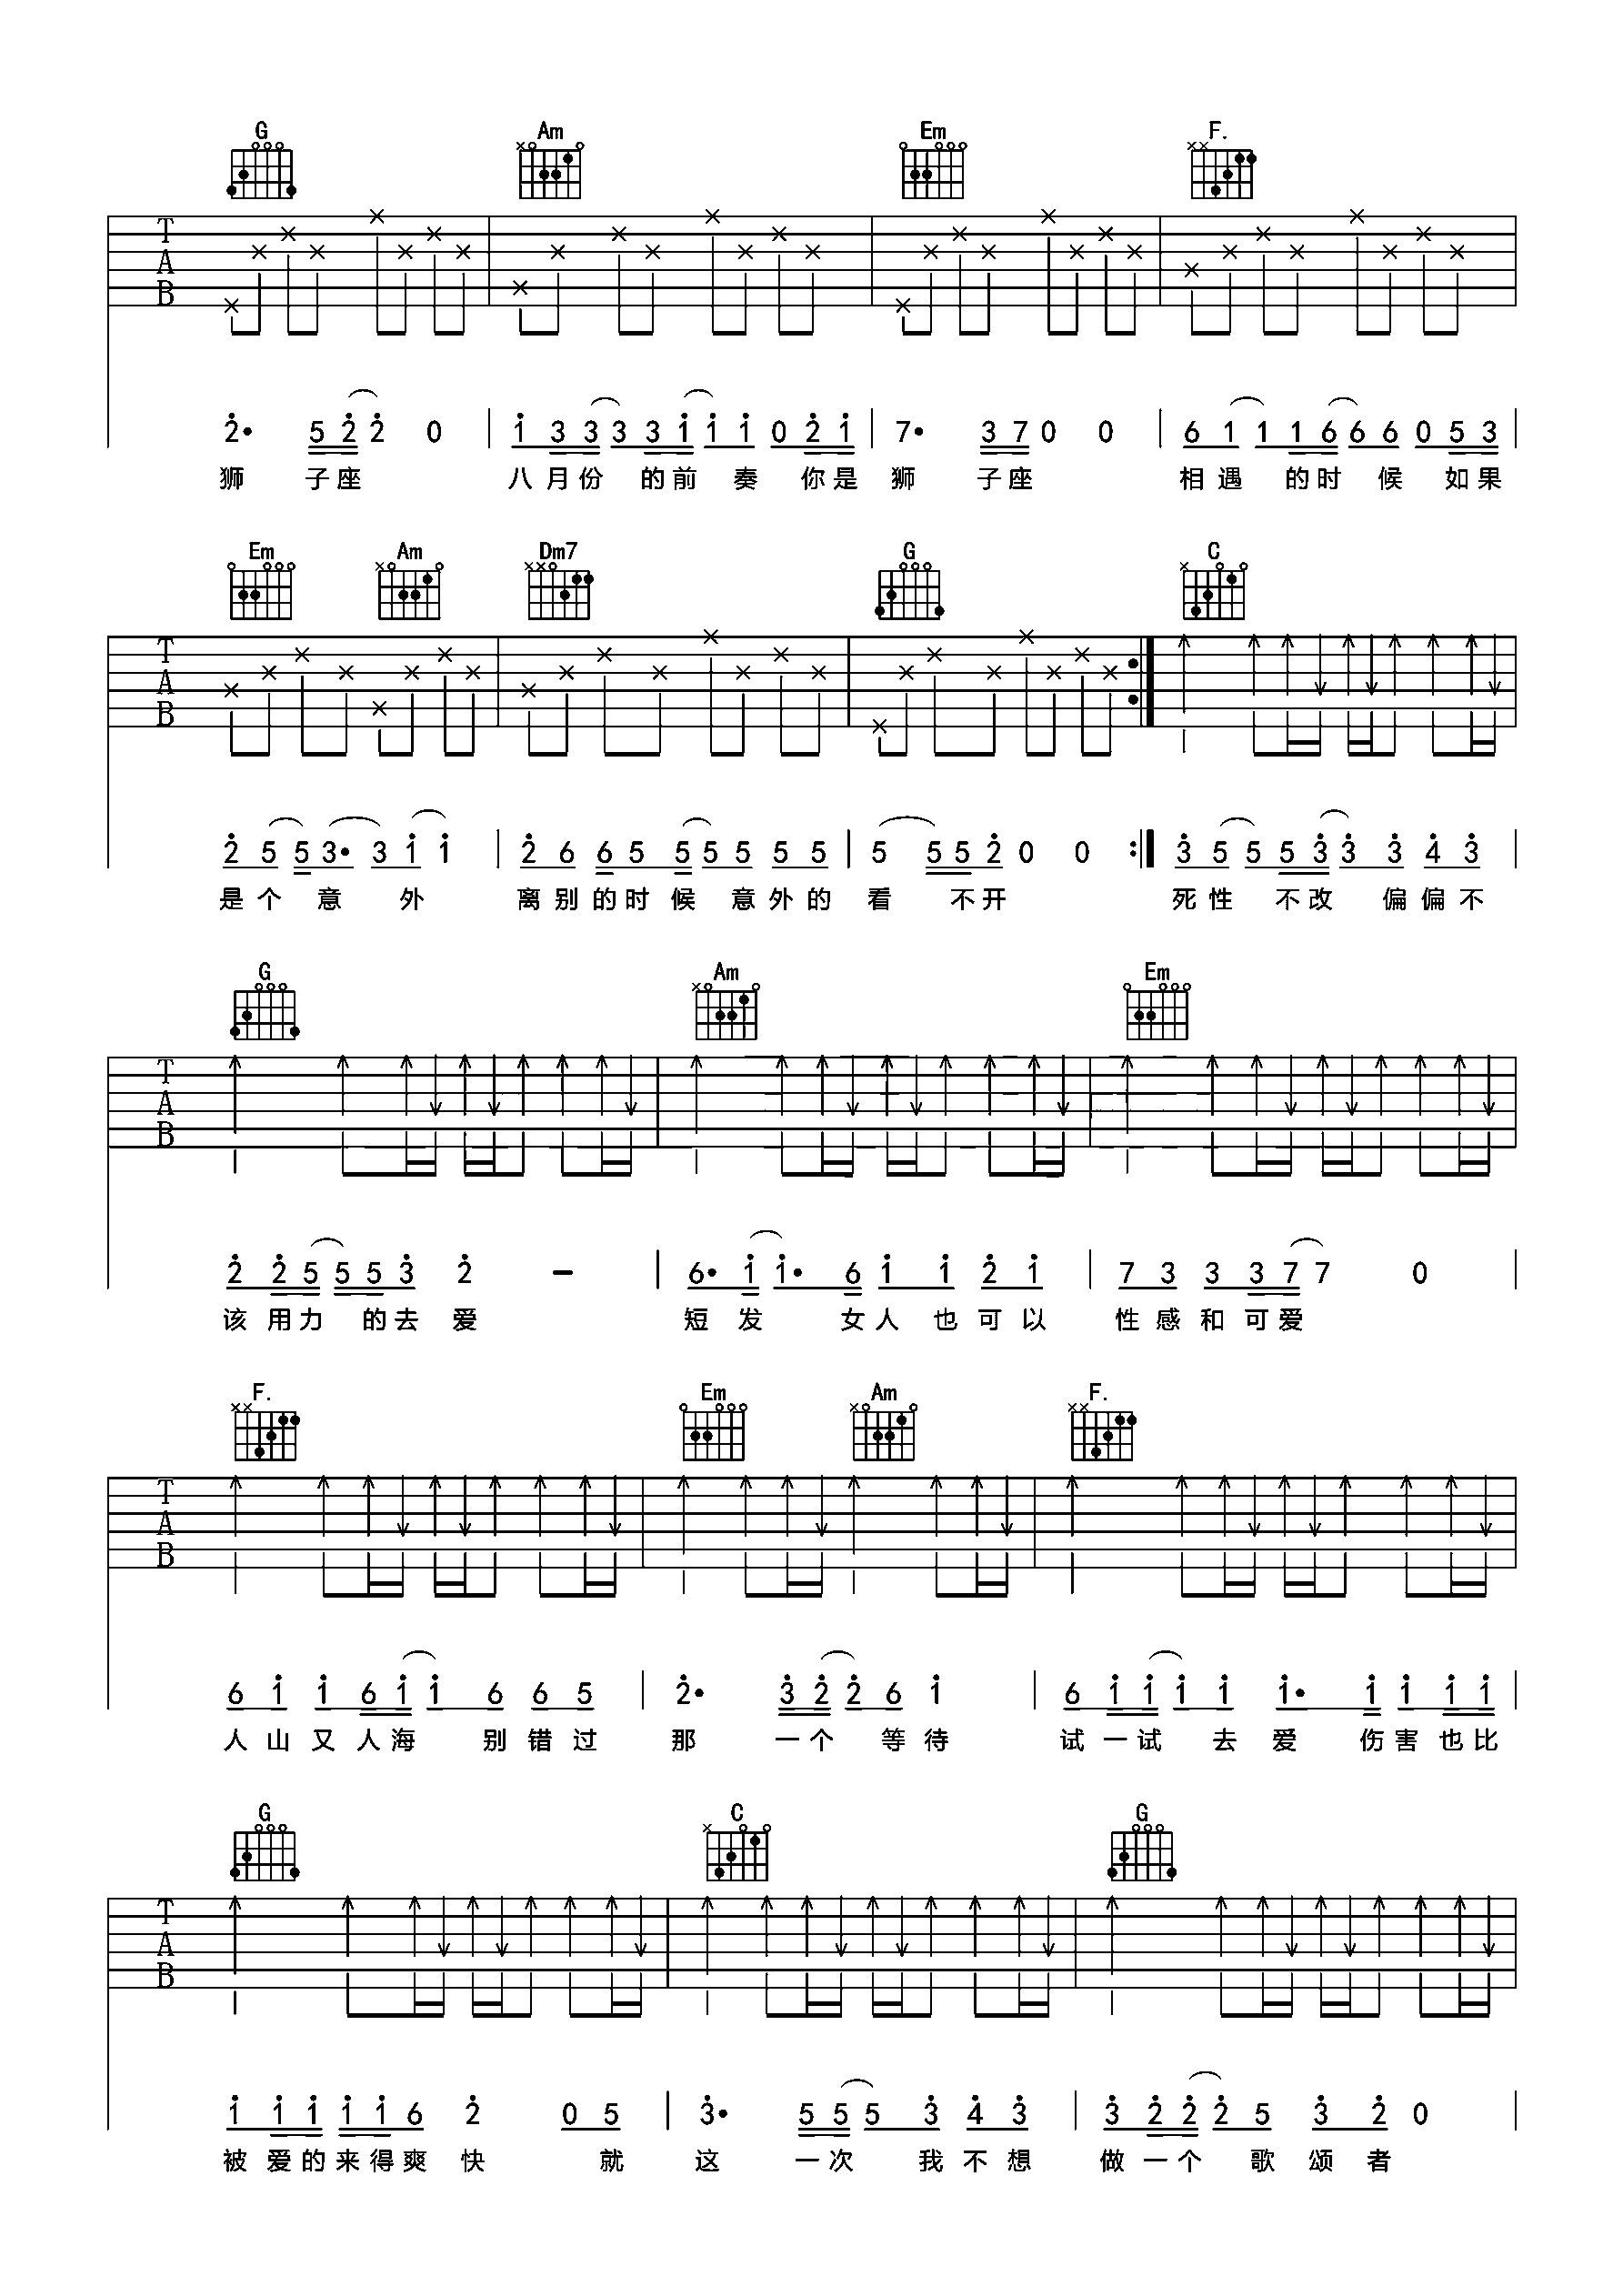 G Am Em F.
T
A
B
2· 5 2 2 0 1 3 3 3 3 1 1 1 0 2 1 7· 3 7 0 0 6 1 1 1 6 6 6 0 5 3
狮 子座 八月份 的前 奏 你是 狮 子座 相遇 的时 候 如果
Em Am Dm7 G C
T
A
B
2 5 5 3· 3 1 1 2 6 6 5 5 5 5 5 5 5 5 5 2 0 0 3 5 5 5 3 3 3 4 3
是个 意 外 离别的时候 意外的 看 不开 死性 不改 偏偏不
G Am Em
T
A
B
2 2 5 5 5 3 2 – 6· 1 1· 6 1 1 2 1 7 3 3 3 7 7 0
该用力 的去 爱 短发 女人也可以 性感和可爱
F. Em Am F.
T
A
B
6 1 1 6 1 1 6 6 5 2· 3 2 2 6 1 6 1 1 1 1 1· 1 1 1 1
人山又人海 别错过 那 一个 等待 试一试 去爱 伤害也比
G C G
T
A
B
1 1 1 1 1 6 2 0 5 3· 5 5 5 3 4 3 3 2 2 2 5 3 2 0
被爱的来得爽 快 就 这 一次 我不想 做一个 歌颂者